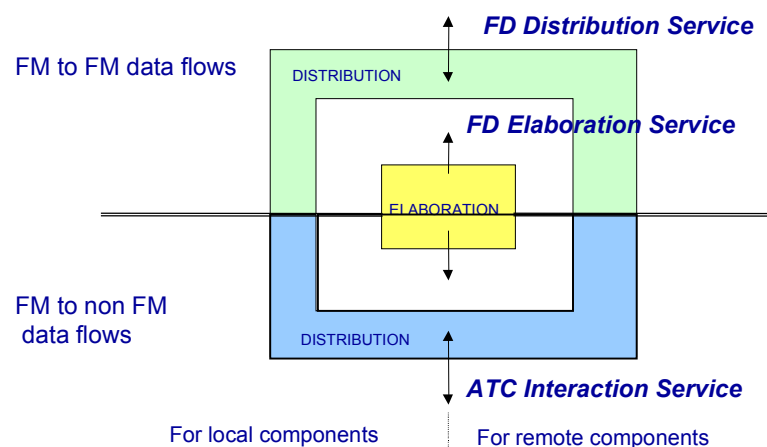 FD Distribution Service
FM to FM data flows
DISTRIBUTION
FD Elaboration Service
ELABORATION
FM to non FM
data flows
DISTRIBUTION
ATC Interaction Service
For local components
For remote components